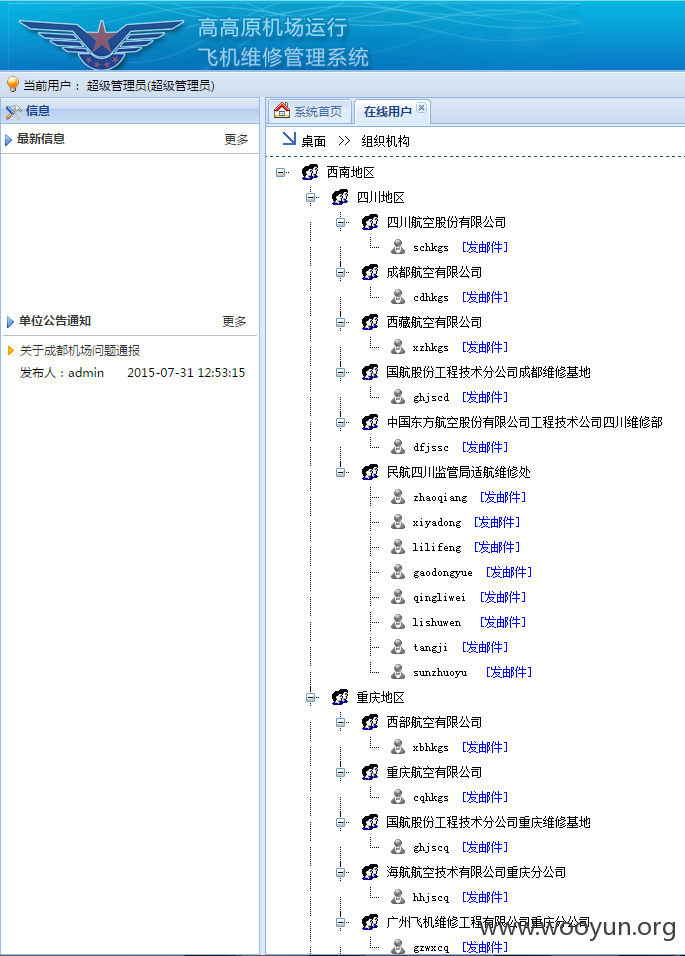 高高原机场运行
飞机维修管理系统
当前用户： 超级管理员(超级管理员)
信息
最新信息 更多
单位公告通知 更多
关于成都机场问题通报
发布人：admin 2015-07-31 12:53:15
系统首页 在线用户
桌面 >> 组织机构
西南地区
四川地区
四川航空股份有限公司
schkgs [发邮件]
成都航空有限公司
cdhkgs [发邮件]
西藏航空有限公司
xzhkgs [发邮件]
国航股份工程技术分公司成都维修基地
ghjscd [发邮件]
中国东方航空股份有限公司工程技术公司四川维修部
dfjssc [发邮件]
民航四川监管局适航维修处
zhaoqiang [发邮件]
xiyadong [发邮件]
lilifeng [发邮件]
gaodongyue [发邮件]
qingliwei [发邮件]
lishuwen [发邮件]
tangji [发邮件]
sunzhuoyu [发邮件]
重庆地区
西部航空有限公司
xbhkgs [发邮件]
重庆航空有限公司
cqhkgs [发邮件]
国航股份工程技术分公司重庆维修基地
ghjscq [发邮件]
海航航空技术有限公司重庆分公司
hhjscq [发邮件]
广州飞机维修工程有限公司重庆分公司
gzwxcq [发邮件]
www.wooyun.org